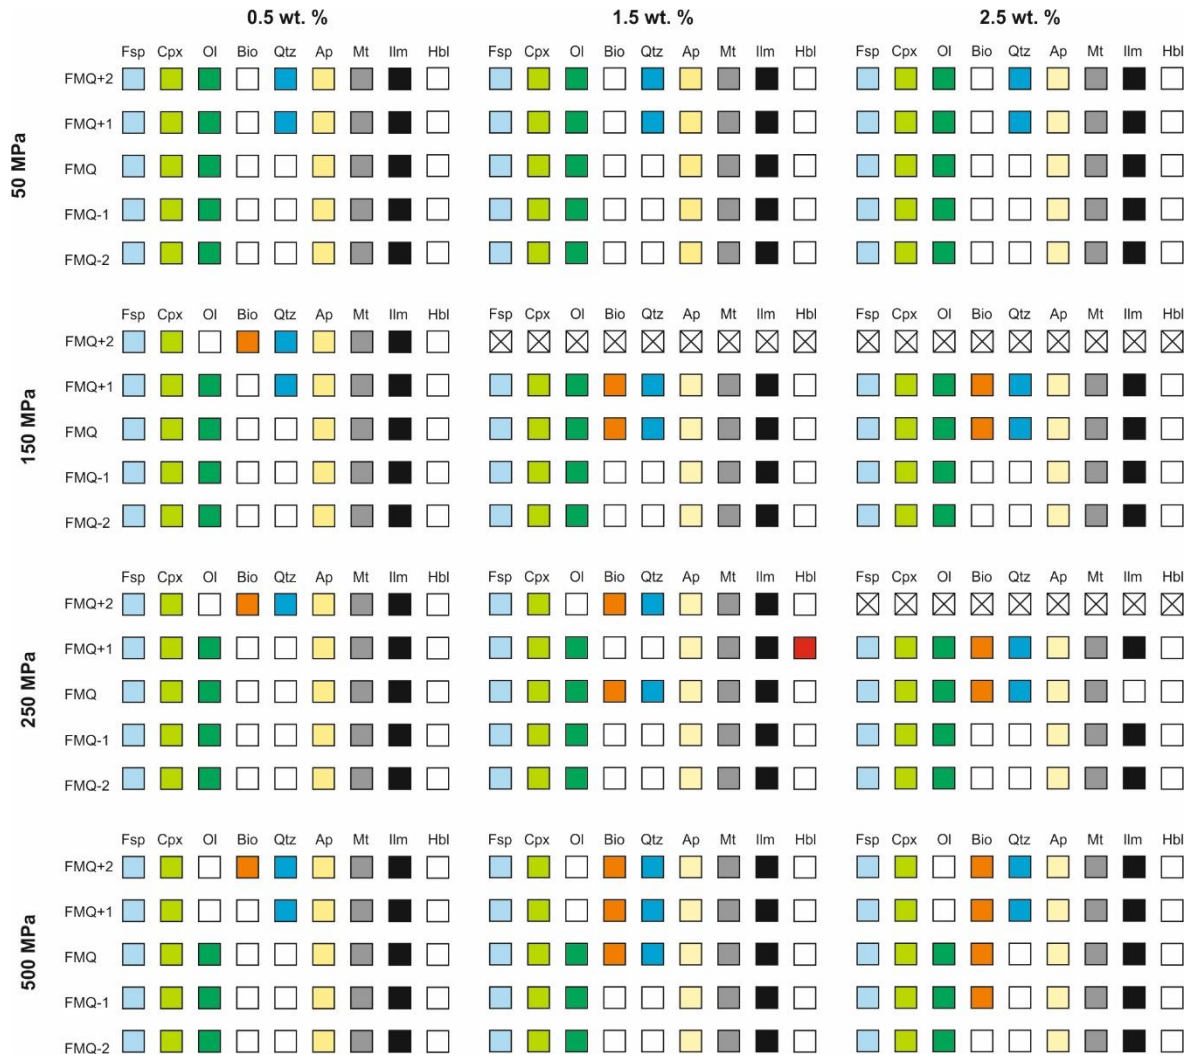 0.5 wt. % 1.5 wt. % 2.5 wt. %
Fsp Cpx Ol Bio Qtz Ap Mt Ilm Hbl Fsp Cpx Ol Bio Qtz Ap Mt Ilm Hbl Fsp Cpx Ol Bio Qtz Ap Mt Ilm Hbl
50 MPa
FMQ+2
FMQ+1
FMQ
FMQ-1
FMQ-2
Fsp Cpx Ol Bio Qtz Ap Mt Ilm Hbl Fsp Cpx Ol Bio Qtz Ap Mt Ilm Hbl Fsp Cpx Ol Bio Qtz Ap Mt Ilm Hbl
150 MPa
FMQ+2
FMQ+1
FMQ
FMQ-1
FMQ-2
Fsp Cpx Ol Bio Qtz Ap Mt Ilm Hbl Fsp Cpx Ol Bio Qtz Ap Mt Ilm Hbl Fsp Cpx Ol Bio Qtz Ap Mt Ilm Hbl
250 MPa
FMQ+2
FMQ+1
FMQ
FMQ-1
FMQ-2
Fsp Cpx Ol Bio Qtz Ap Mt Ilm Hbl Fsp Cpx Ol Bio Qtz Ap Mt Ilm Hbl Fsp Cpx Ol Bio Qtz Ap Mt Ilm Hbl
500 MPa
FMQ+2
FMQ+1
FMQ
FMQ-1
FMQ-2